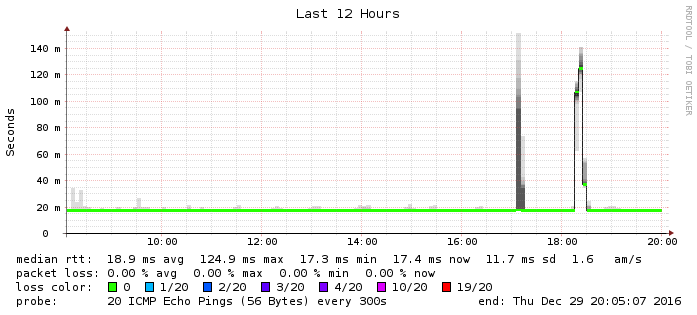 Last 12 Hours
RRDTOOL / TOBI OETIKER
Seconds
140 m
120 m
100 m
80 m
60 m
40 m
20 m
0
10:00 12:00 14:00 16:00 18:00 20:00
median rtt: 18.9 ms avg 124.9 ms max 17.3 ms min 17.4 ms now 11.7 ms sd 1.6 am/s
packet loss: 0.00 % avg 0.00 % max 0.00 % min 0.00 % now
loss color: 0 1/20 2/20 3/20 4/20 10/20 19/20
probe: 20 ICMP Echo Pings (56 Bytes) every 300s end: Thu Dec 29 20:05:07 2016